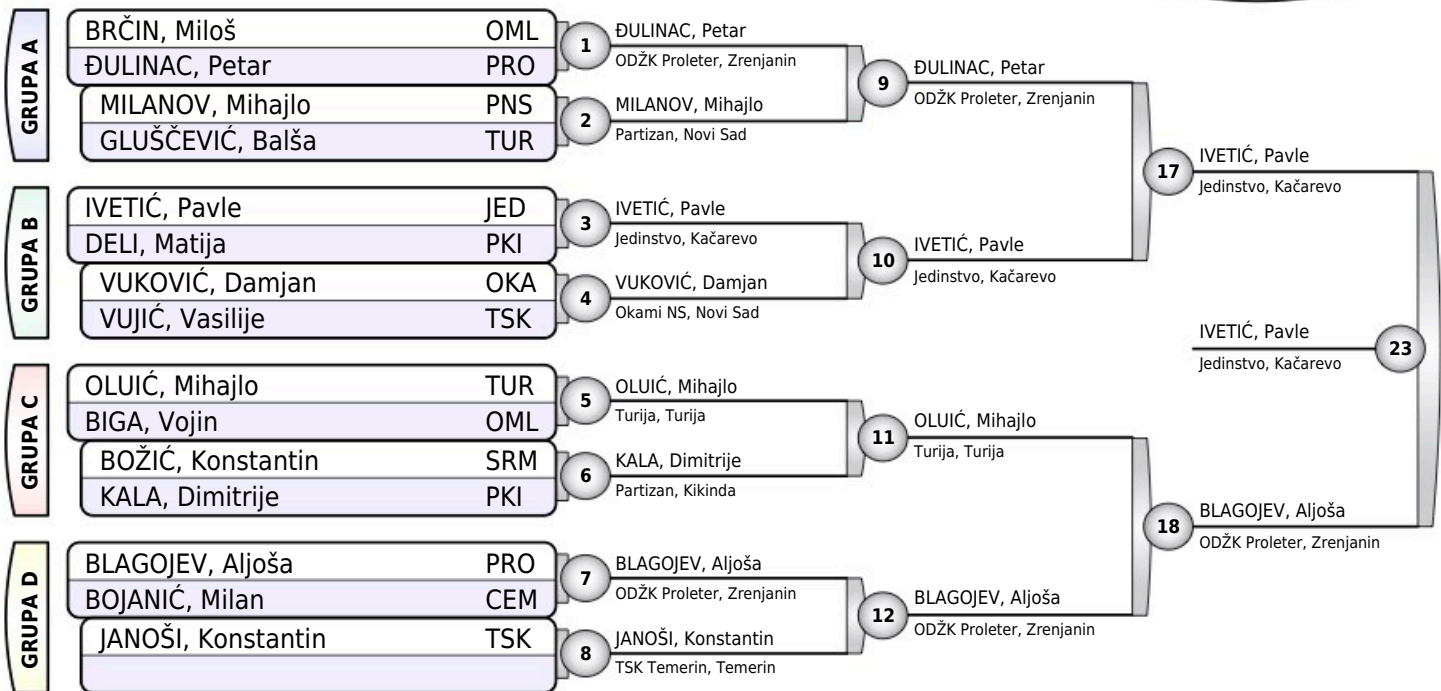 GRUPA A
BRČIN, Miloš OML
ĐULINAC, Petar PRO
MILANOV, Mihajlo PNS
GLUŠČEVIĆ, Balša TUR
GRUPA B
IVETIĆ, Pavle JED
DELI, Matija PKI
VUKOVIĆ, Damjan OKA
VUJIĆ, Vasilije TSK
GRUPA C
OLUIĆ, Mihajlo TUR
BIGA, Vojin OML
BOŽIĆ, Konstantin SRM
KALA, Dimitrije PKI
GRUPA D
BLAGOJEV, Aljoša PRO
BOJANIĆ, Milan CEM
JANOŠI, Konstantin TSK
1
ĐULINAC, Petar
ODŽK Proleter, Zrenjanin
2
MILANOV, Mihajlo
Partizan, Novi Sad
3
IVETIĆ, Pavle
Jedinstvo, Kačarevo
4
VUKOVIĆ, Damjan
Okami NS, Novi Sad
5
OLUIĆ, Mihajlo
Turija, Turija
6
KALA, Dimitrije
Partizan, Kikinda
7
BLAGOJEV, Aljoša
ODŽK Proleter, Zrenjanin
8
JANOŠI, Konstantin
TSK Temerin, Temerin
9
ĐULINAC, Petar
ODŽK Proleter, Zrenjanin
10
IVETIĆ, Pavle
Jedinstvo, Kačarevo
11
OLUIĆ, Mihajlo
Turija, Turija
12
BLAGOJEV, Aljoša
ODŽK Proleter, Zrenjanin
17
IVETIĆ, Pavle
Jedinstvo, Kačarevo
18
BLAGOJEV, Aljoša
ODŽK Proleter, Zrenjanin
IVETIĆ, Pavle
Jedinstvo, Kačarevo
23